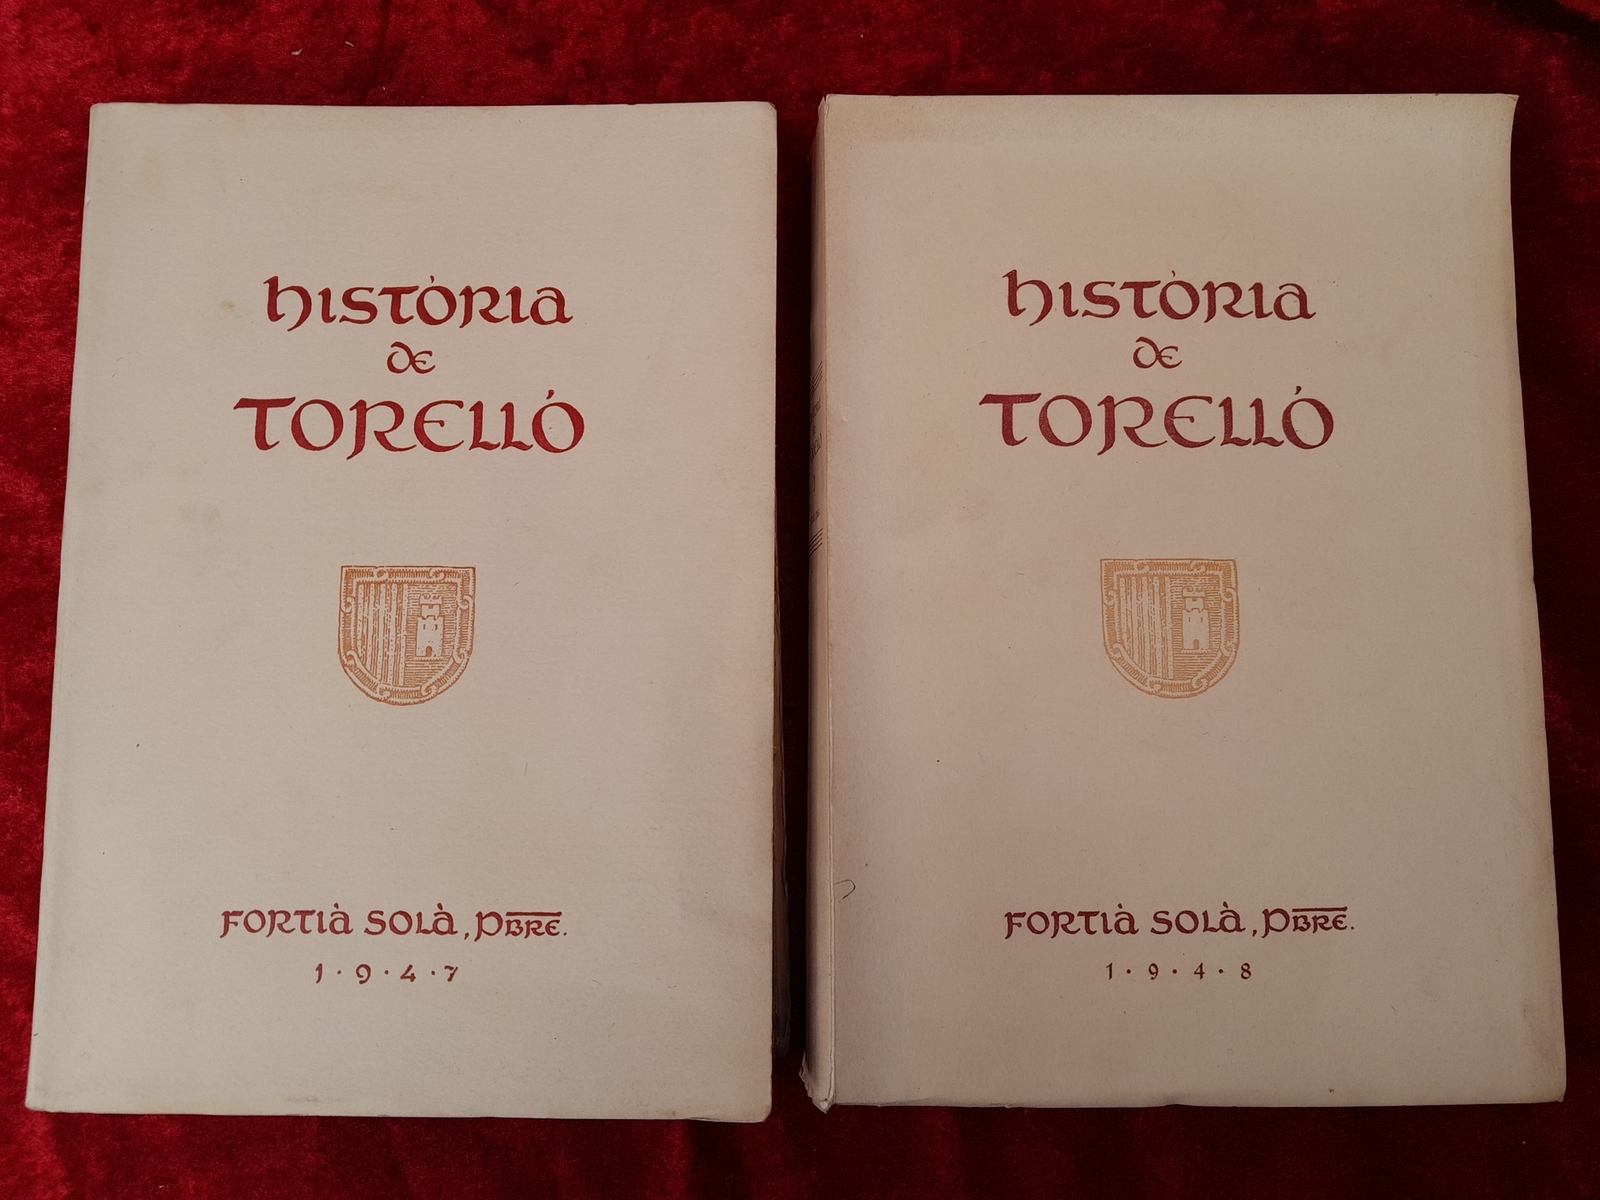 història
de
TORELLÓ
FORTIÀ SOLÀ, PBRE.
1·9·4·7
història
de
TORELLÓ
FORTIÀ SOLÀ, PBRE.
1·9·4·8